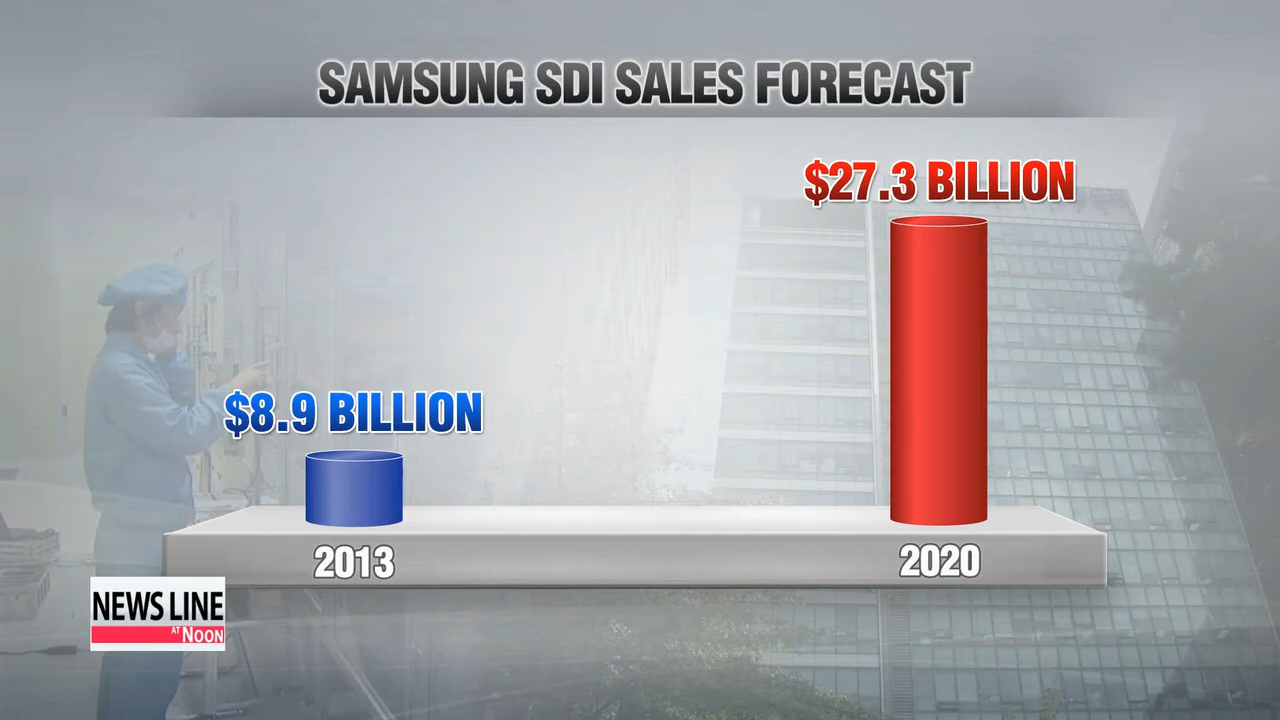 SAMSUNG SDI SALES FORECAST
$27.3 BILLION
$8.9 BILLION
2013
2020
NEWS LINE
AT NOON